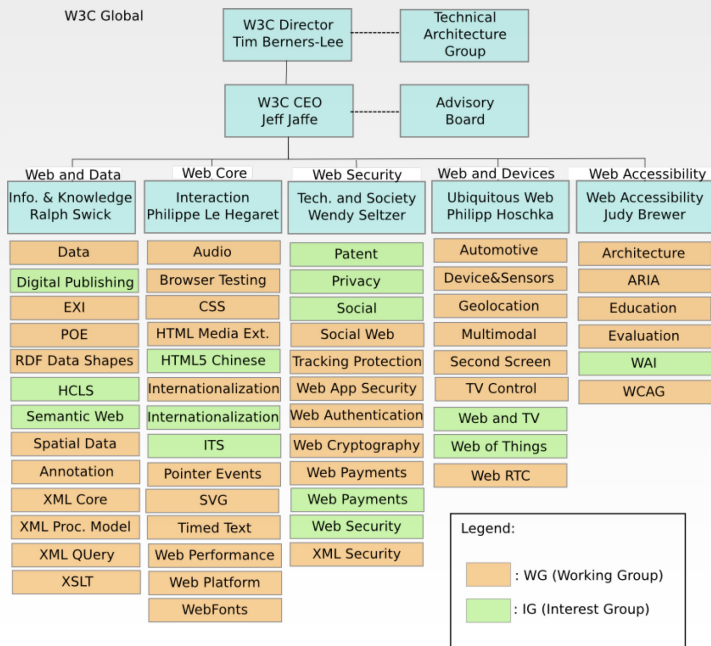 W3C Global
W3C Director
Tim Berners-Lee
Technical
Architecture
Group
W3C CEO
Jeff Jaffe
Advisory
Board
Web and Data
Info. & Knowledge
Ralph Swick
Data
Digital Publishing
EXI
POE
RDF Data Shapes
HCLS
Semantic Web
Spatial Data
Annotation
XML Core
XML Proc. Model
XML QUery
XSLT
Web Core
Interaction
Philippe Le Hegaret
Audio
Browser Testing
CSS
HTML Media Ext.
HTML5 Chinese
Internationalization
Internationalization
ITS
Pointer Events
SVG
Timed Text
Web Performance
Web Platform
WebFonts
Web Security
Tech. and Society
Wendy Seltzer
Patent
Privacy
Social
Social Web
Tracking Protection
Web App Security
Web Authentication
Web Cryptography
Web Payments
Web Payments
Web Security
XML Security
Web and Devices
Ubiquitous Web
Philipp Hoschka
Automotive
Device&Sensors
Geolocation
Multimodal
Second Screen
TV Control
Web and TV
Web of Things
Web RTC
Web Accessibility
Web Accessibility
Judy Brewer
Architecture
ARIA
Education
Evaluation
WAI
WCAG
Legend:
: WG (Working Group)
: IG (Interest Group)